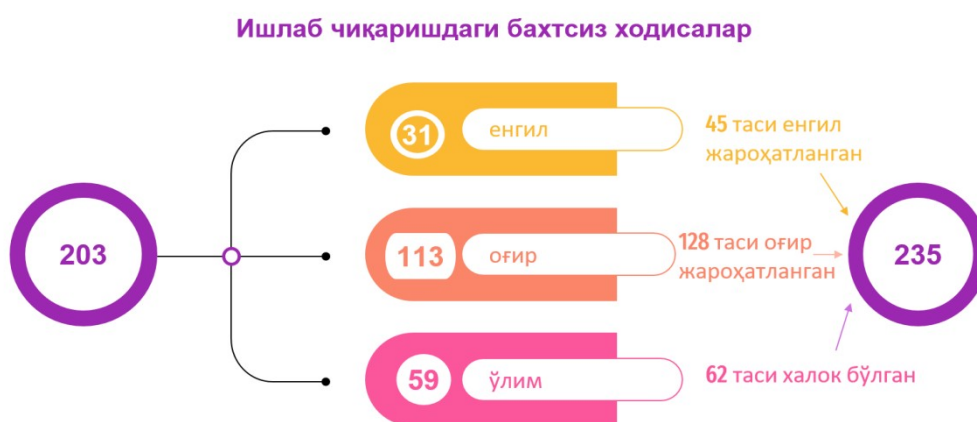 Ишлаб чиқаришдаги бахтсиз ходисалар
203
31
енгил
45 таси енгил
жароҳатланган
113
оғир
128 таси оғир
жароҳатланган
59
ўлим
62 таси халок бўлган
235